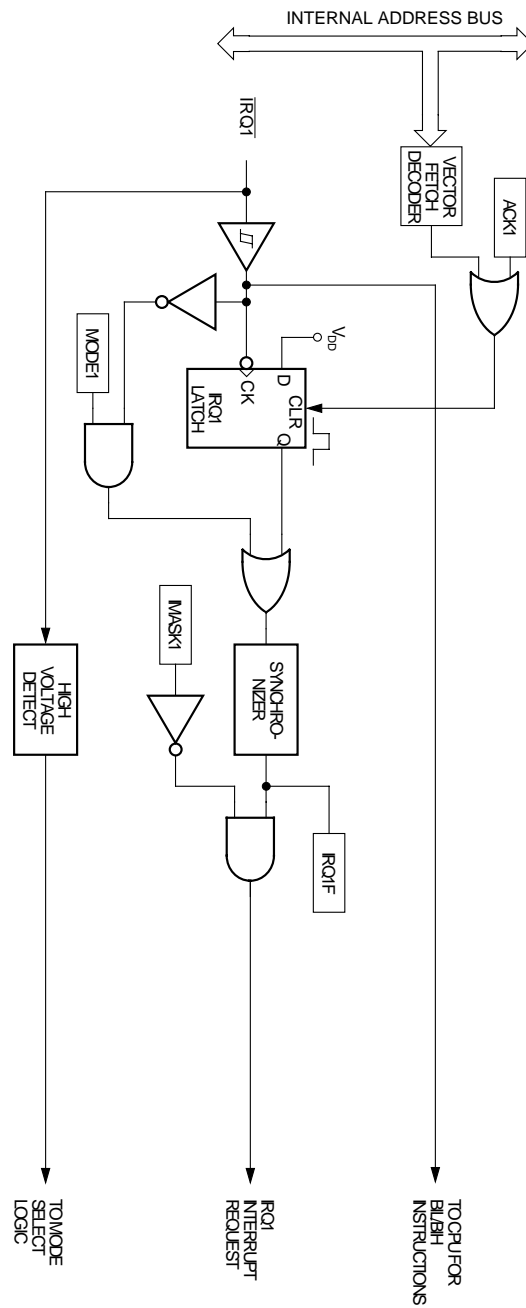 INTERNAL ADDRESS BUS
ACK1
VECTOR
FETCH
DECODER
VDD
IRQ1
D
CLR
Q
CK
IRQ1
LATCH
MODE1
IMASK1
SYNCHRO-
NIZER
HIGH
VOLTAGE
DETECT
IRQ1F
TO CPU FOR
BIL/BIH
INSTRUCTIONS
IRQ1
INTERRUPT
REQUEST
TO MODE
SELECT
LOGIC